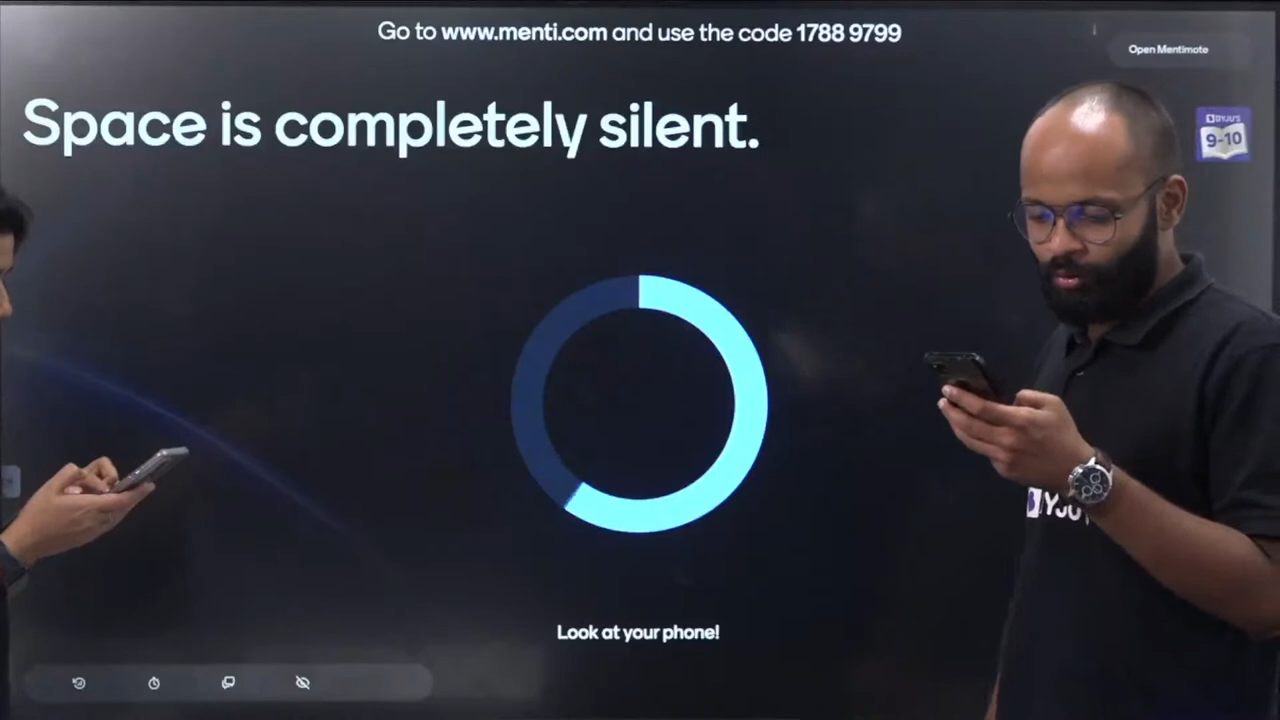 Go to www.menti.com and use the code 1788 9799
Open Mentimote
Space is completely silent.
BYJU'S
9-10
Look at your phone!